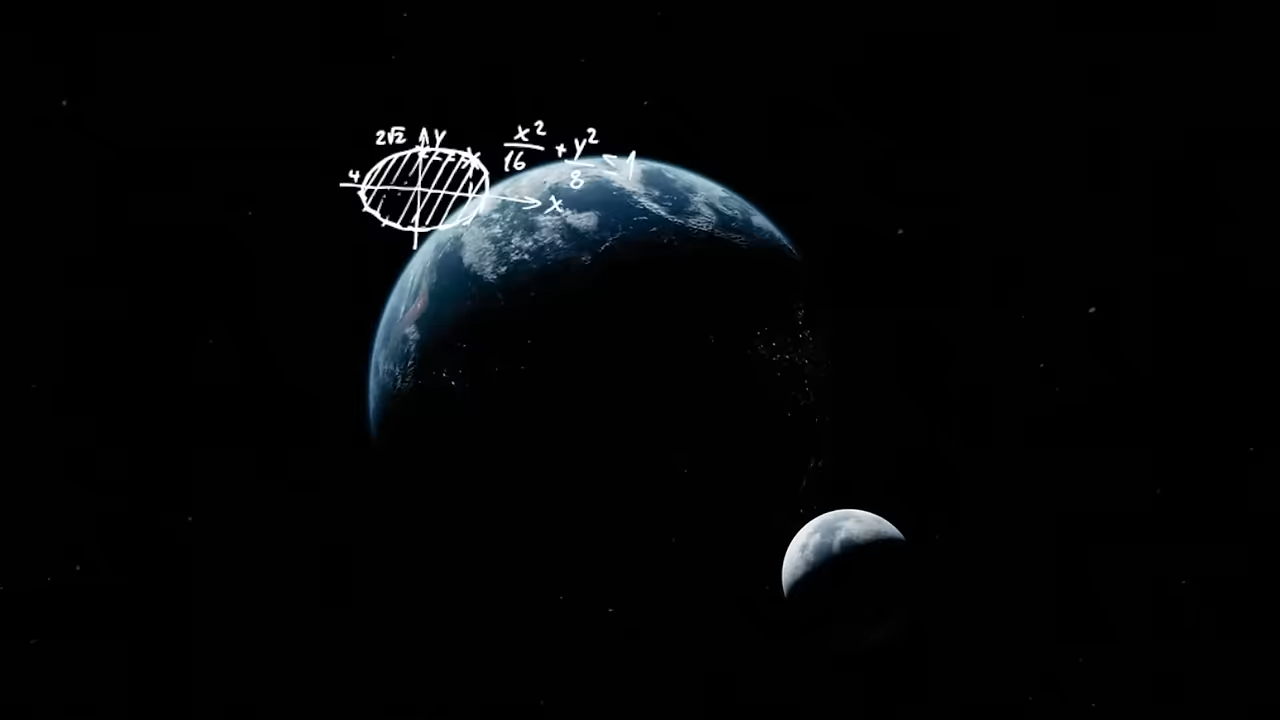 2√2 y
4
x²/16 + y²/8 ≤ 1
x